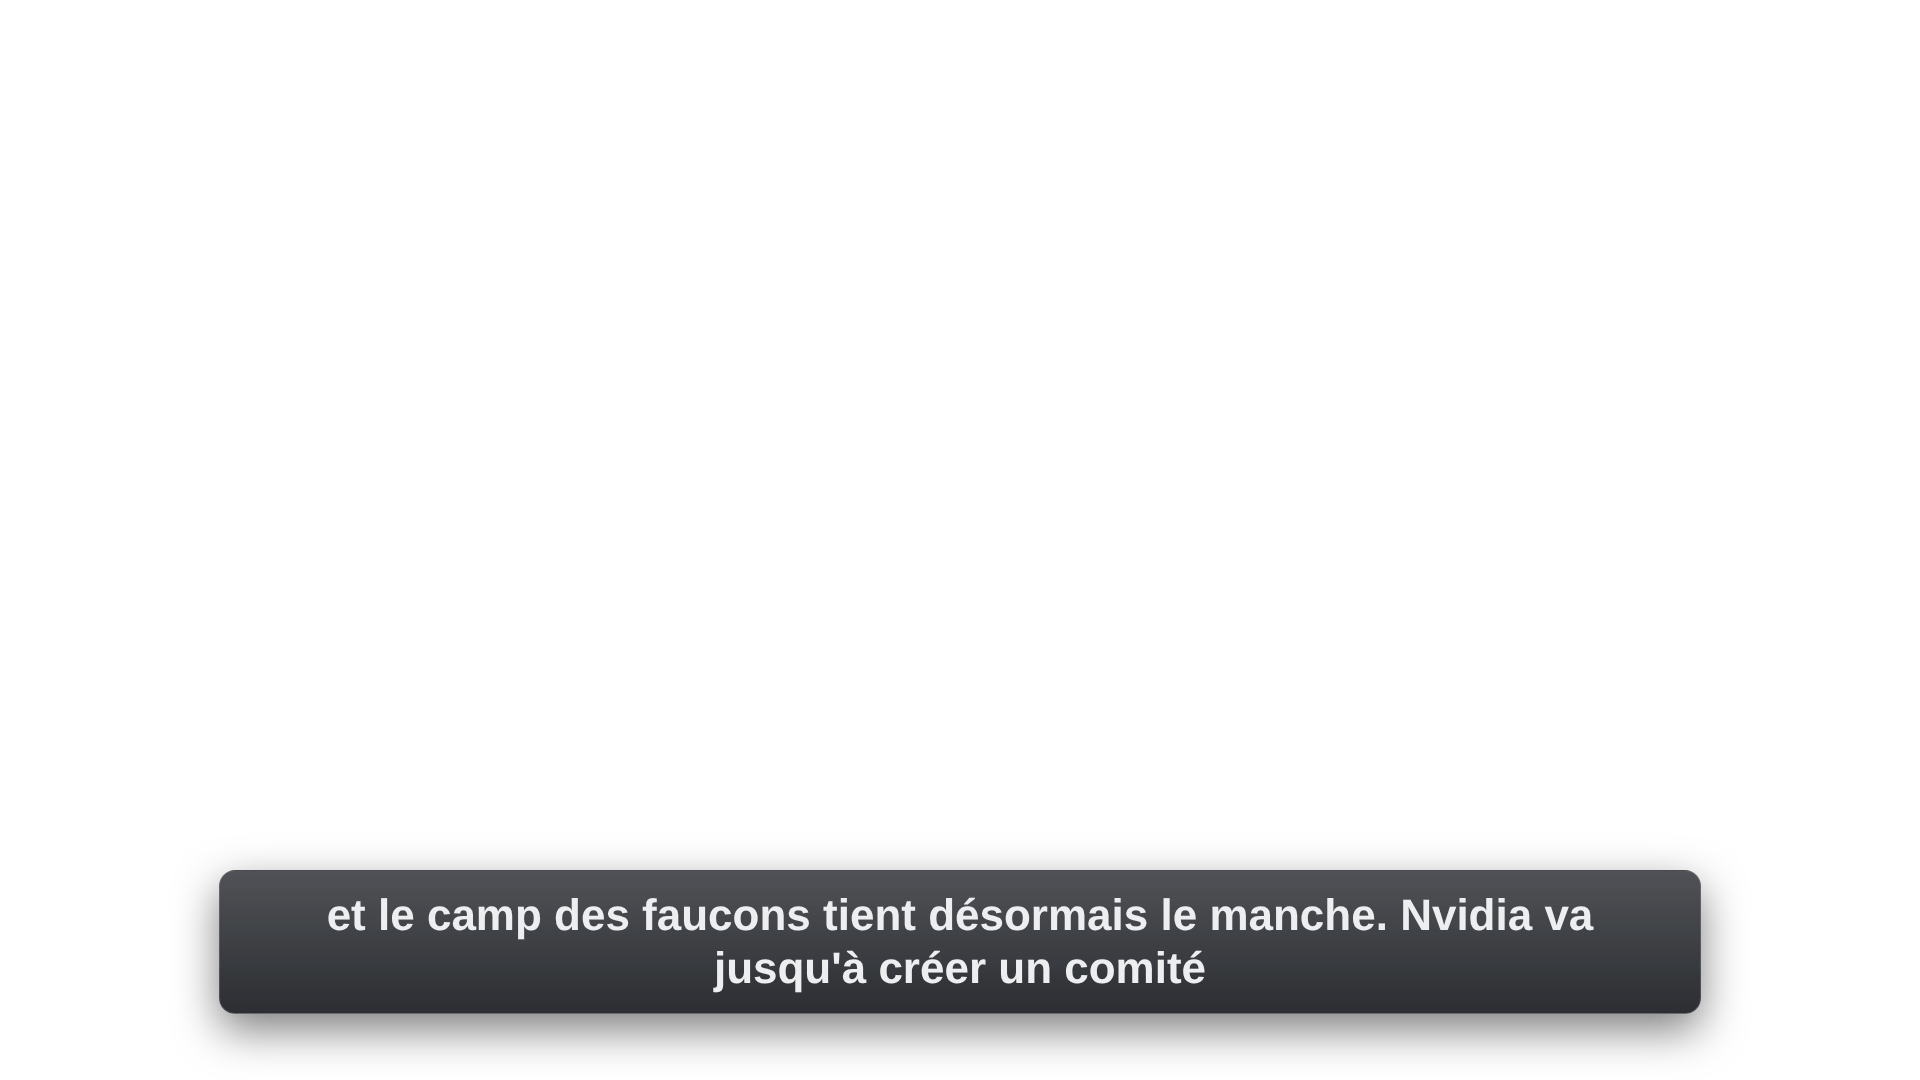 et le camp des faucons tient désormais le manche. Nvidia va
jusqu'à créer un comité